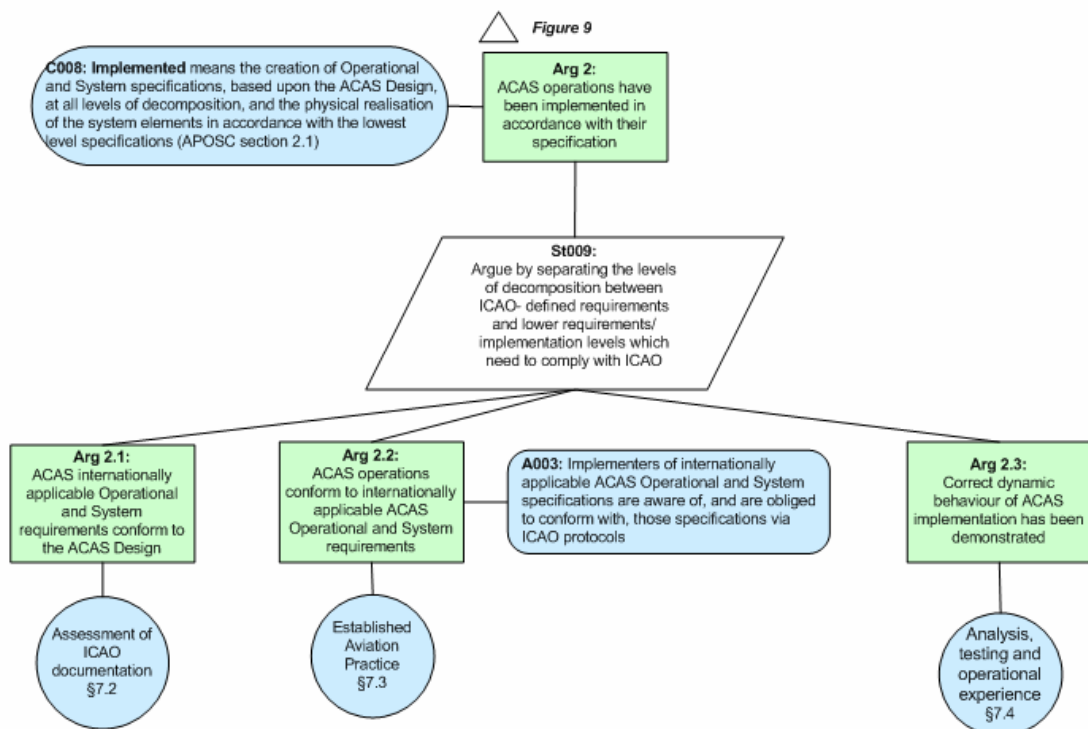 Figure 9
C008: Implemented means the creation of Operational
and System specifications, based upon the ACAS Design,
at all levels of decomposition, and the physical realisation
of the system elements in accordance with the lowest
level specifications (APOSC section 2.1)
Arg 2:
ACAS operations have
been implemented in
accordance with their
specification
St009:
Argue by separating the levels
of decomposition between
ICAO- defined requirements
and lower requirements/
implementation levels which
need to comply with ICAO
Arg 2.1:
ACAS internationally
applicable Operational
and System
requirements conform to
the ACAS Design
Arg 2.2:
ACAS operations
conform to internationally
applicable ACAS
Operational and System
requirements
A003: Implementers of internationally
applicable ACAS Operational and System
specifications are aware of, and are obliged
to conform with, those specifications via
ICAO protocols
Arg 2.3:
Correct dynamic
behaviour of ACAS
implementation has been
demonstrated
Assessment of
ICAO
documentation
§7.2
Established
Aviation
Practice
§7.3
Analysis,
testing and
operational
experience
§7.4